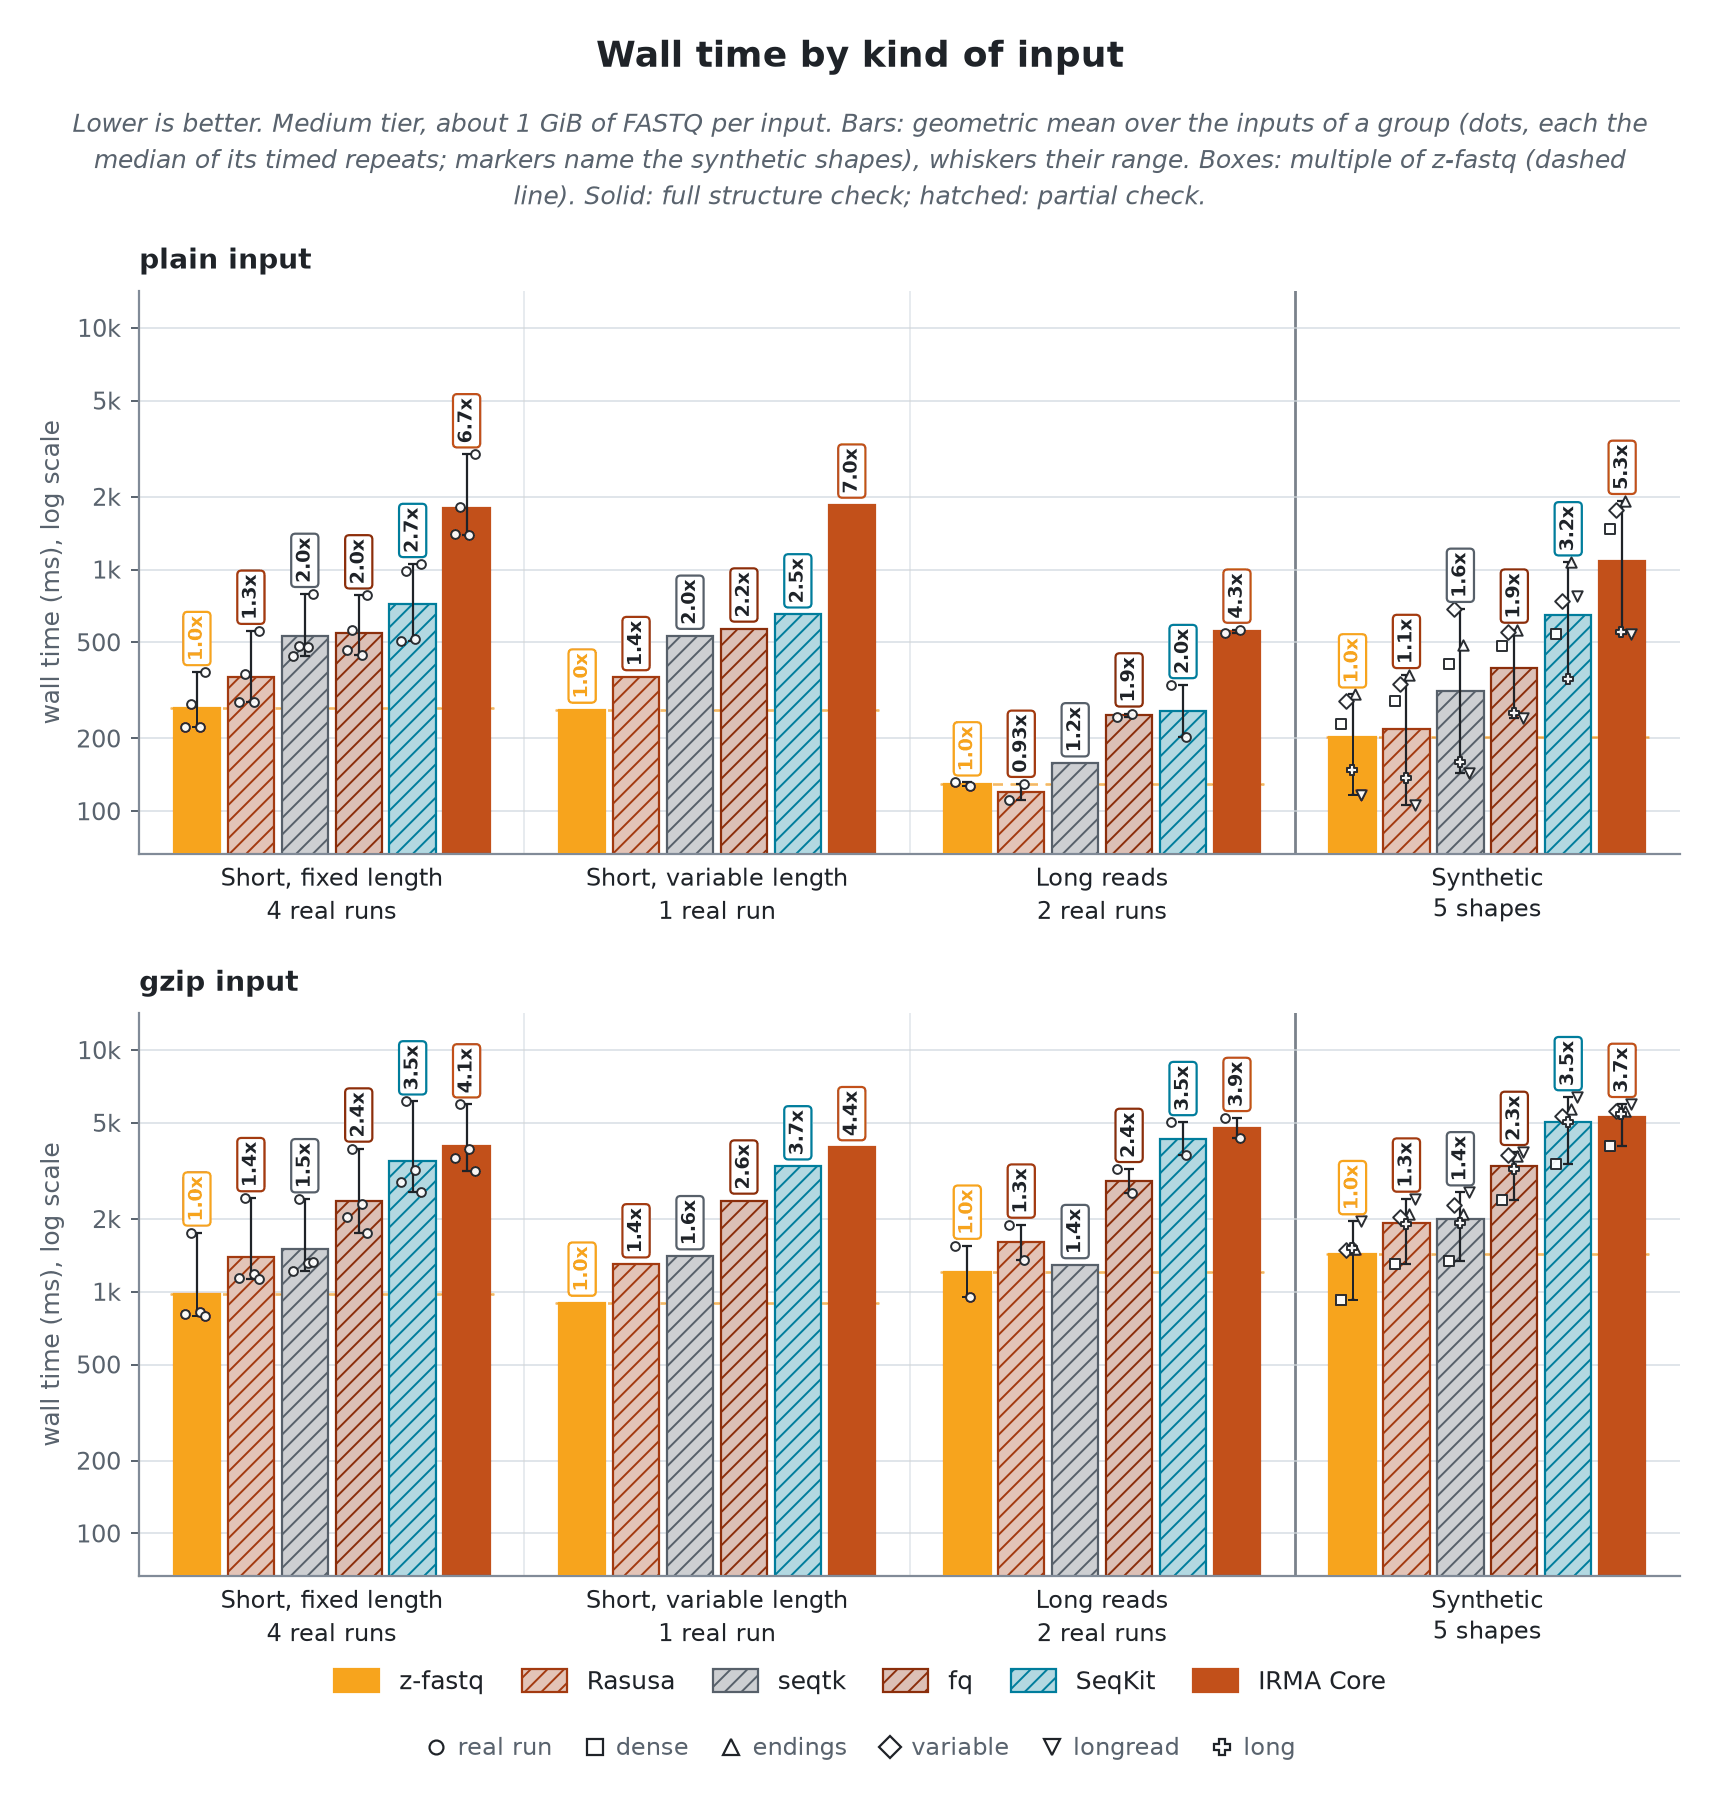 Wall time by kind of input
Lower is better. Medium tier, about 1 GiB of FASTQ per input. Bars: geometric mean over the inputs of a group (dots, each the
median of its timed repeats; markers name the synthetic shapes), whiskers their range. Boxes: multiple of z-fastq (dashed
line). Solid: full structure check; hatched: partial check.
plain input
wall time (ms), log scale
10k
5k
2k
1k
500
200
100
1.0x
1.3x
2.0x
2.0x
2.7x
6.7x
1.0x
1.4x
2.0x
2.2x
2.5x
7.0x
1.0x
0.93x
1.2x
1.9x
2.0x
4.3x
1.0x
1.1x
1.6x
1.9x
3.2x
5.3x
Short, fixed length
4 real runs
Short, variable length
1 real run
Long reads
2 real runs
Synthetic
5 shapes
gzip input
wall time (ms), log scale
10k
5k
2k
1k
500
200
100
1.0x
1.4x
1.5x
2.4x
3.5x
4.1x
1.0x
1.4x
1.6x
2.6x
3.7x
4.4x
1.0x
1.3x
1.4x
2.4x
3.5x
3.9x
1.0x
1.3x
1.4x
2.3x
3.5x
3.7x
Short, fixed length
4 real runs
Short, variable length
1 real run
Long reads
2 real runs
Synthetic
5 shapes
z-fastq
Rasusa
seqtk
fq
SeqKit
IRMA Core
real run
dense
endings
variable
longread
long